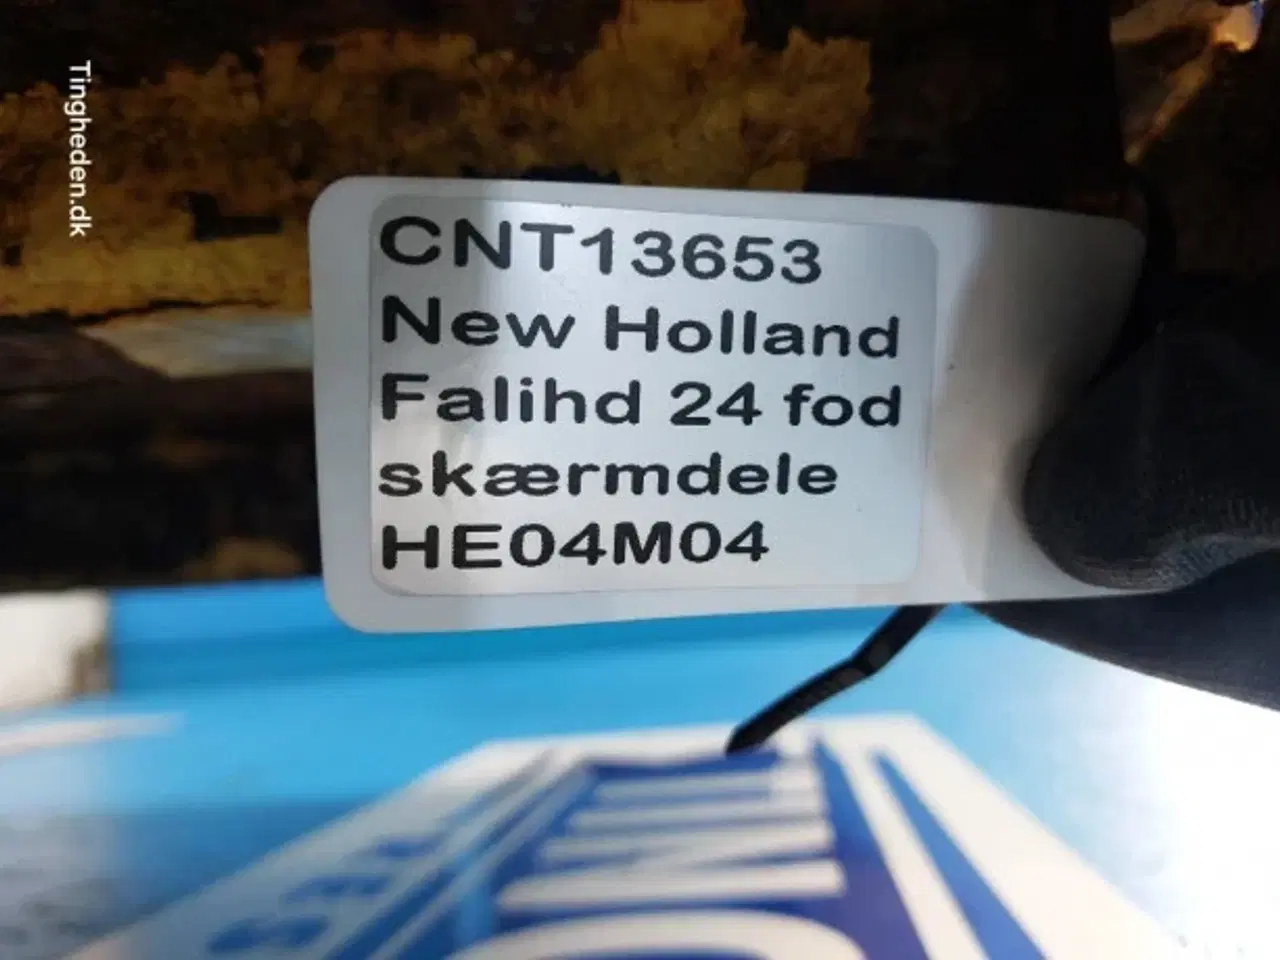 Tingheden.dk
CNT13653
New Holland
Falihd 24 fod
skærmdele
HE04M04